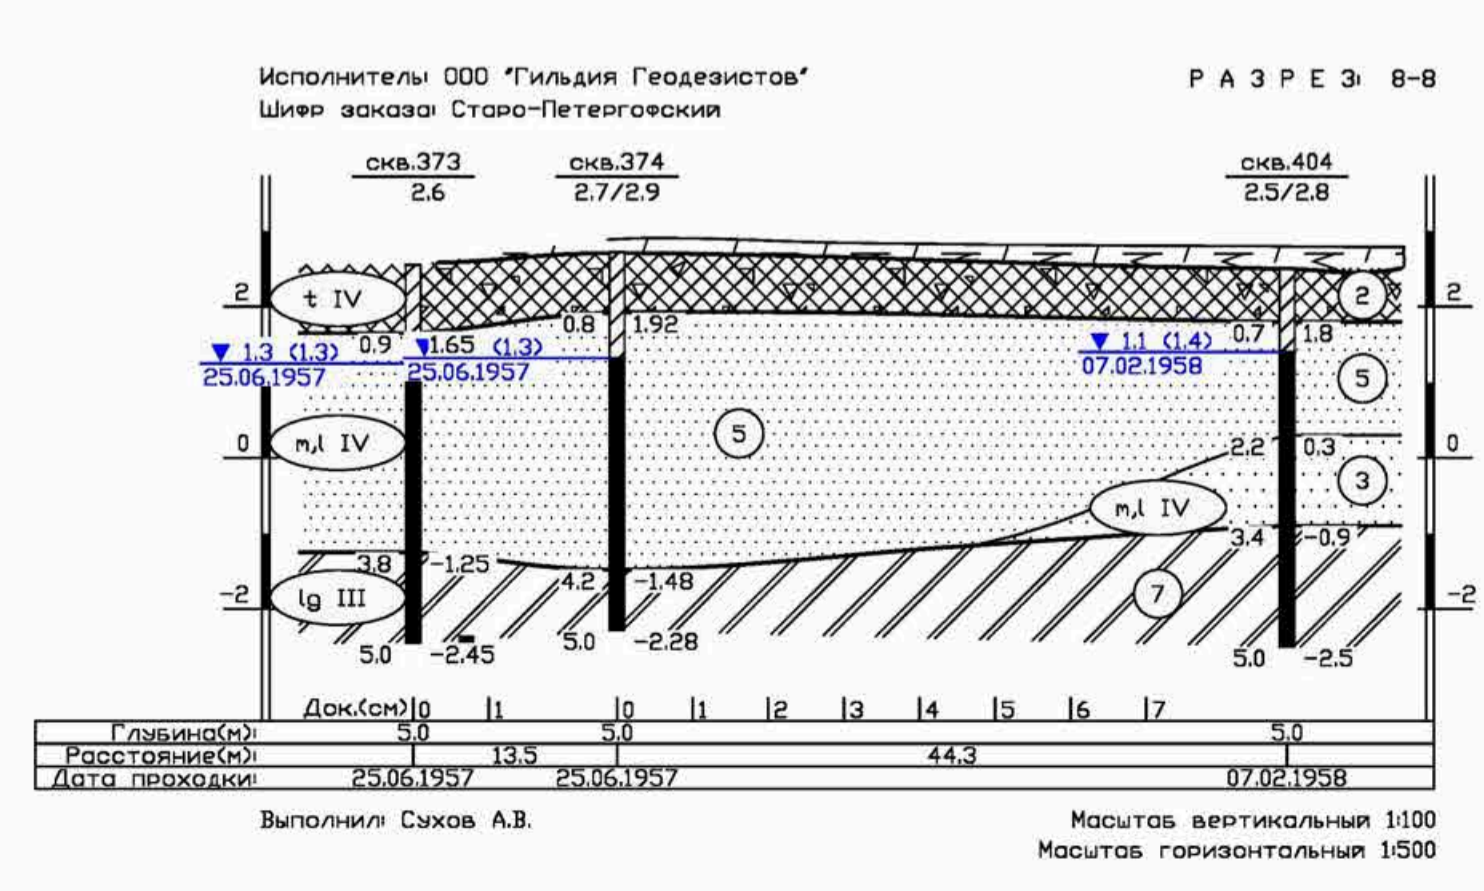 Исполнитель: ООО "Гильдия Геодезистов"
Р А З Р Е З: 8-8
Шифр заказа: Старо-Петергофский
скв.373 скв.374 скв.404
2.6 2.7/2.9 2.5/2.8
t IV
2 2 2
0.8 1.92 0.7 1.8
0.9 1.65 (1.3) 1.1 (1.4)
1.3 (1.3)
25.06.1957 25.06.1957 07.02.1958
5
5
0 m,l IV 2.2 0.3 0
3
m,l IV
3.4 -0.9
3.8 -1.25
4.2 -1.48
-2 lg III 7 -2
5.0 -2.45 5.0 -2.28 5.0 -2.5
Док.(см) 0 1 0 1 2 3 4 5 6 7
Глубина(м): 5.0 5.0 5.0
Расстояние(м): 13.5 44.3
Дата проходки: 25.06.1957 25.06.1957 07.02.1958
Выполнил: Сухов А.В.
Масштаб вертикальный 1:100
Масштаб горизонтальный 1:500